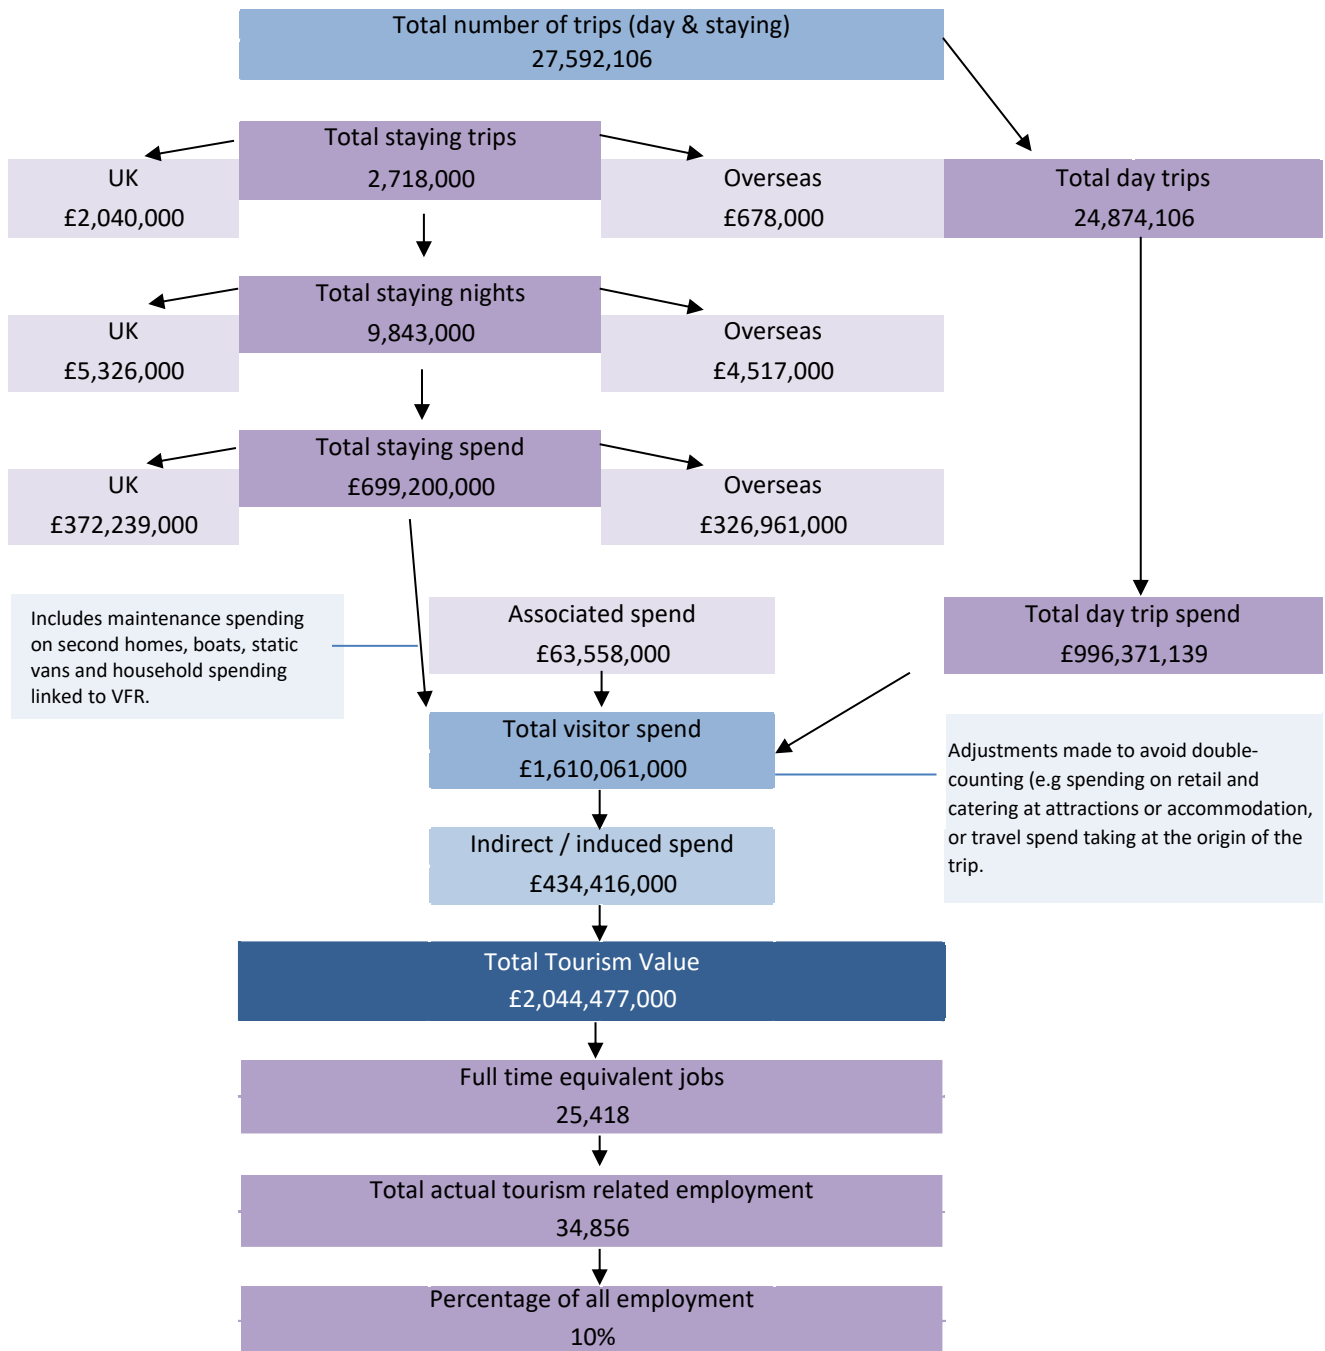 Total number of trips (day & staying)
27,592,106
Total staying trips
2,718,000
UK
£2,040,000
Overseas
£678,000
Total day trips
24,874,106
Total staying nights
9,843,000
UK
£5,326,000
Overseas
£4,517,000
Total staying spend
£699,200,000
UK
£372,239,000
Overseas
£326,961,000
Includes maintenance spending
on second homes, boats, static
vans and household spending
linked to VFR.
Associated spend
£63,558,000
Total day trip spend
£996,371,139
Total visitor spend
£1,610,061,000
Adjustments made to avoid double-
counting (e.g spending on retail and
catering at attractions or accommodation,
or travel spend taking at the origin of the
trip.
Indirect / induced spend
£434,416,000
Total Tourism Value
£2,044,477,000
Full time equivalent jobs
25,418
Total actual tourism related employment
34,856
Percentage of all employment
10%